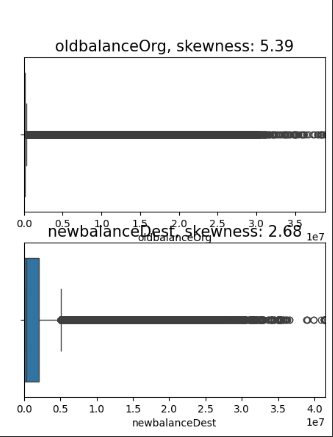 oldbalanceOrg, skewness: 5.39
0.0 0.5 1.0 1.5 2.0 2.5 3.0 3.5
oldbalanceOrg 1e7
newbalanceDest, skewness: 2.68
0.0 0.5 1.0 1.5 2.0 2.5 3.0 3.5 4.0
newbalanceDest 1e7